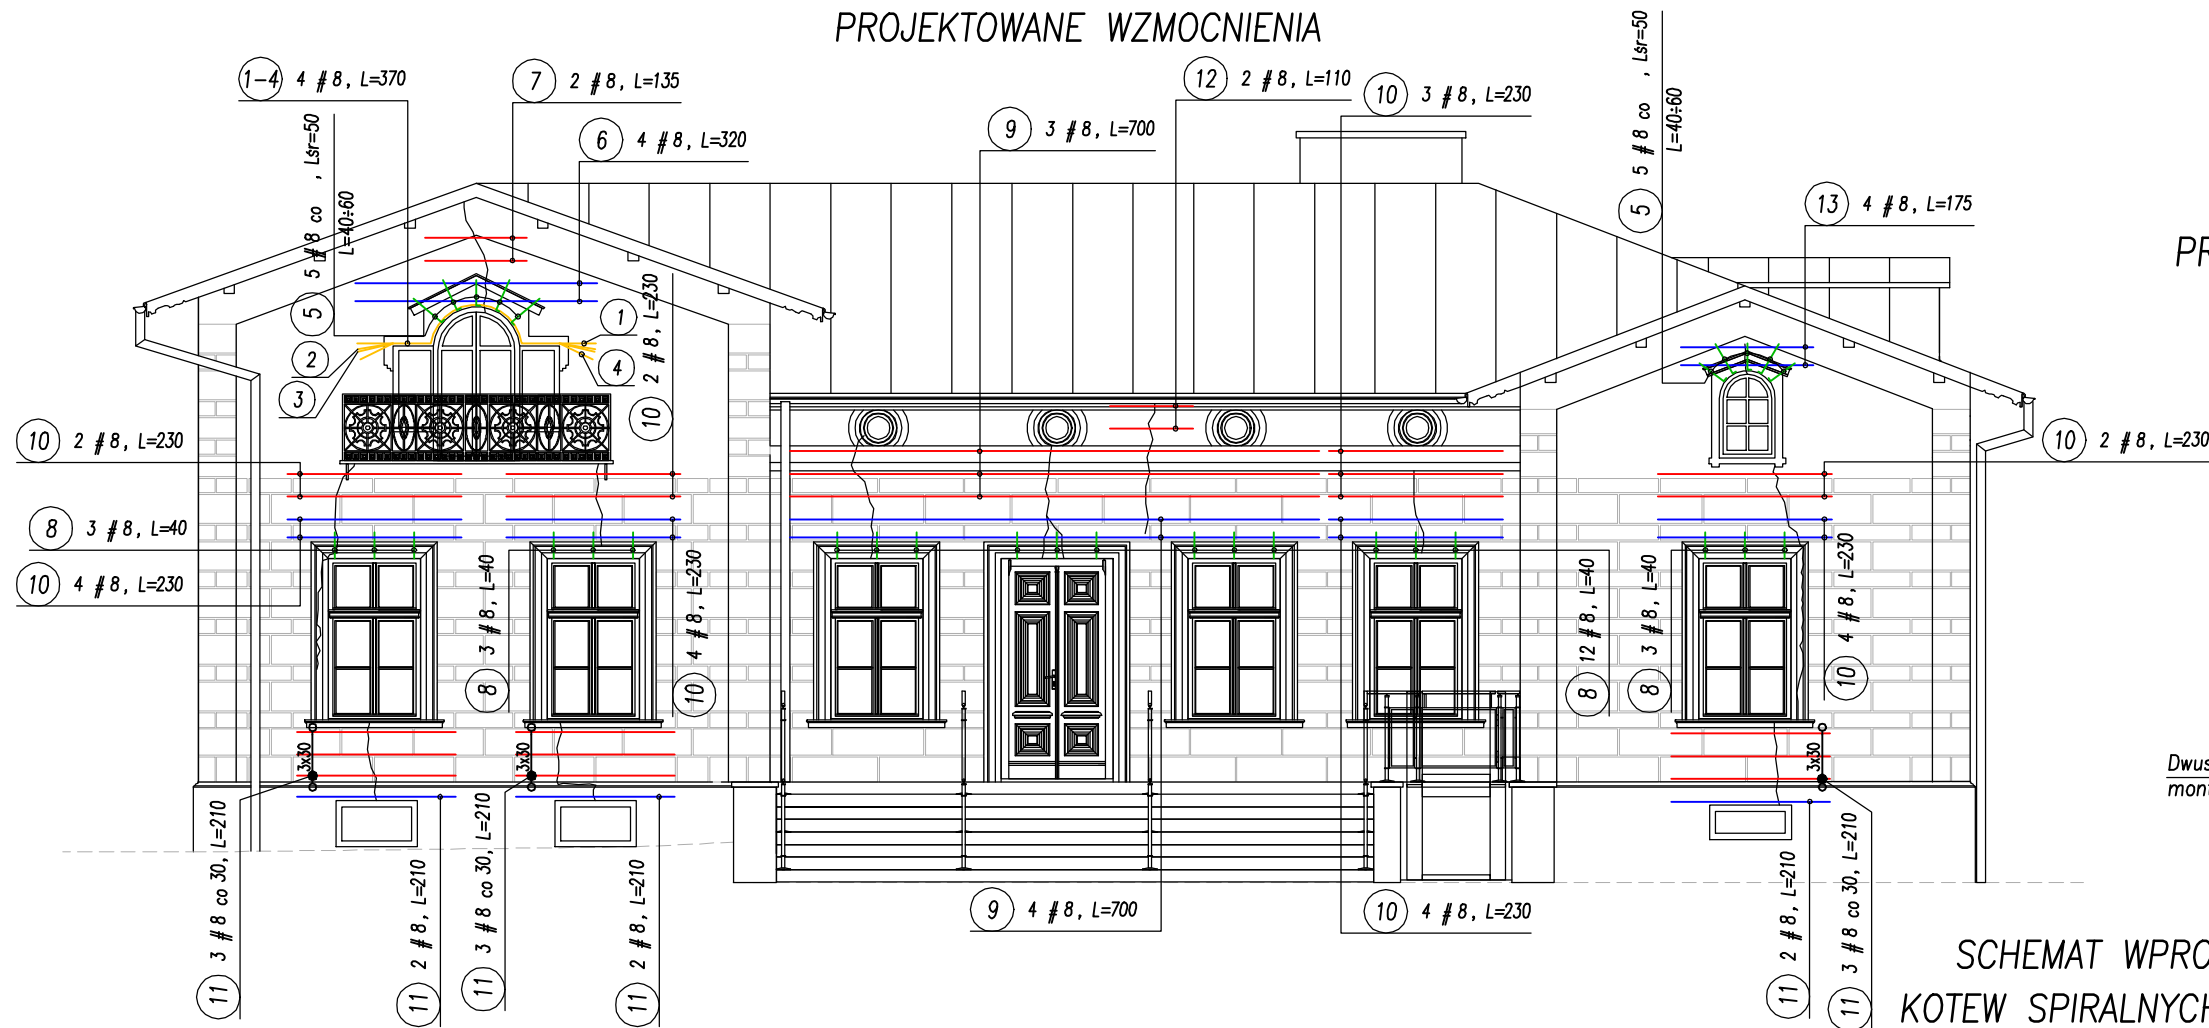 PROJEKTOWANE WZMOCNIENIA
1-4 4 #8, L=370
7 2 #8, L=135
6 4 #8, L=320
5 5 #8 co , Lśr=50
L=40÷60
9 3 #8, L=700
12 2 #8, L=110
10 3 #8, L=230
5 5 #8 co , Lśr=50
L=40÷60
13 4 #8, L=175
PR
1
2
3
4
10 2 #8, L=230
10 2 #8, L=230
10 2 #8, L=230
8 3 #8, L=40
10 4 #8, L=230
8 3 #8, L=40
10 4 #8, L=230
8 12 #8, L=40
8 3 #8, L=40
10 4 #8, L=230
3x30
3x30
3x30
Dwus
mont
11 3 #8 co 30, L=210
11 2 #8, L=210
11 3 #8 co 30, L=210
11 2 #8, L=210
9 4 #8, L=700
10 4 #8, L=230
11 2 #8, L=210
11 3 #8 co 30, L=210
SCHEMAT WPRO
KOTEW SPIRALNYCH